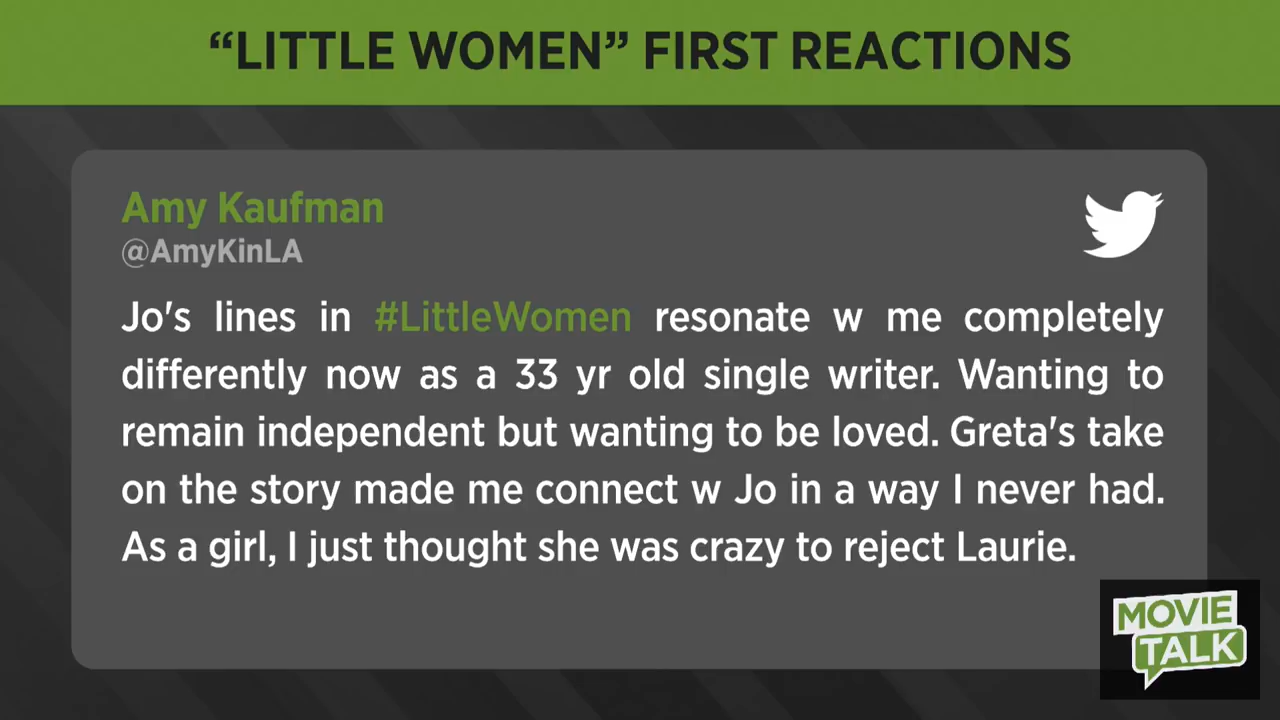 “LITTLE WOMEN” FIRST REACTIONS
Amy Kaufman
@AmyKinLA
Jo's lines in #LittleWomen resonate w me completely
differently now as a 33 yr old single writer. Wanting to
remain independent but wanting to be loved. Greta's take
on the story made me connect w Jo in a way I never had.
As a girl, I just thought she was crazy to reject Laurie.
MOVIE
TALK